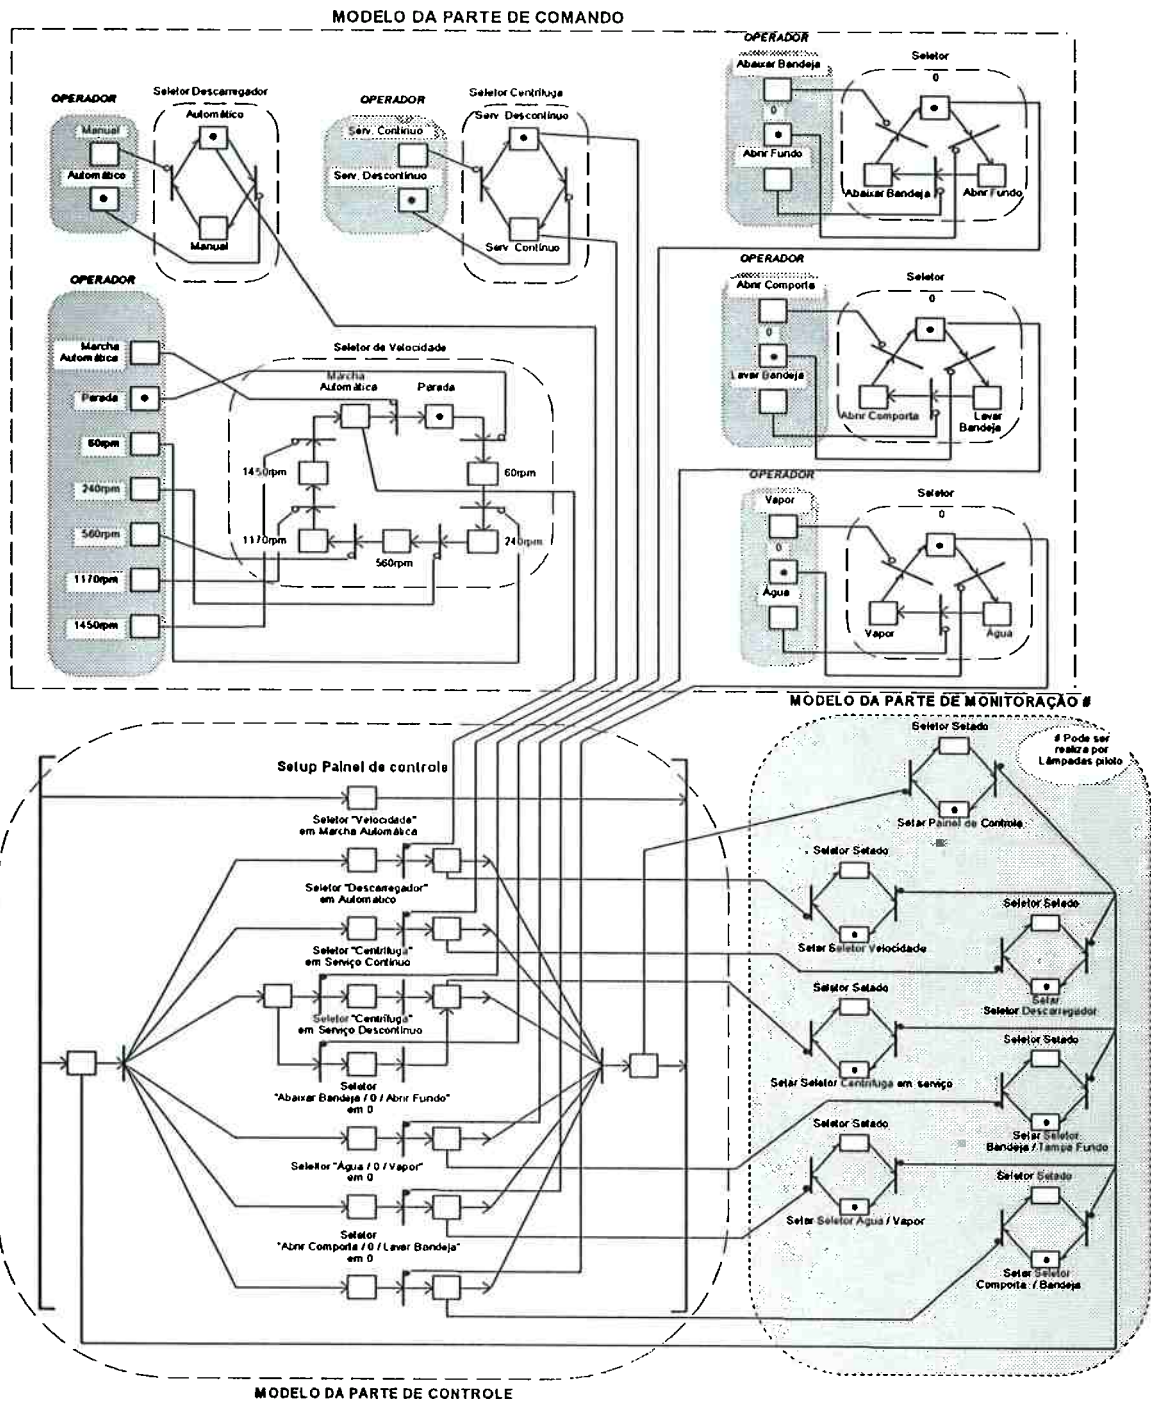 MODELO DA PARTE DE COMANDO
OPERADOR
Manual
Automático
Seletor Descarregador
Automático
Manual
OPERADOR
Serv. Contínuo
Serv. Descontínuo
Seletor Centrífuga
Serv. Descontínuo
Serv. Contínuo
OPERADOR
Abaixar Bandeja
0
Abrir Fundo
Seletor
0
Abaixar Bandeja
Abrir Fundo
OPERADOR
Abrir Comporta
0
Lavar Bandeja
Seletor
0
Abrir Comporta
Lavar
Bandeja
OPERADOR
Vapor
0
Água
Seletor
0
Vapor
Água
OPERADOR
Marcha
Automática
Parada
60rpm
240rpm
560rpm
1170rpm
1450rpm
Seletor de Velocidade
Marcha
Automática
Parada
1450rpm
60rpm
1170rpm
560rpm
240rpm
MODELO DA PARTE DE MONITORAÇÃO #
# Pode ser
realiza por
Lâmpadas piloto
Seletor Setado
Setar Painel de Controle
Seletor Setado
Setar Seletor Velocidade
Seletor Setado
Setar
Seletor Descarregador
Seletor Setado
Setar Seletor Centrífuga em serviço
Seletor Setado
Setar Seletor
Bandeja / Tampa Fundo
Seletor Setado
Setar Seletor Água / Vapor
Seletor Setado
Setar Seletor
Comporta / Bandeja
Setup Painel de controle
Seletor "Velocidade"
em Marcha Automática
Seletor "Descarregador"
em Automático
Seletor "Centrífuga"
em Serviço Contínuo
Seletor "Centrífuga"
em Serviço Descontínuo
Seletor
"Abaixar Bandeja / 0 / Abrir Fundo"
em 0
Seletor "Água / 0 / Vapor"
em 0
Seletor
"Abrir Comporta / 0 / Lavar Bandeja"
em 0
MODELO DA PARTE DE CONTROLE